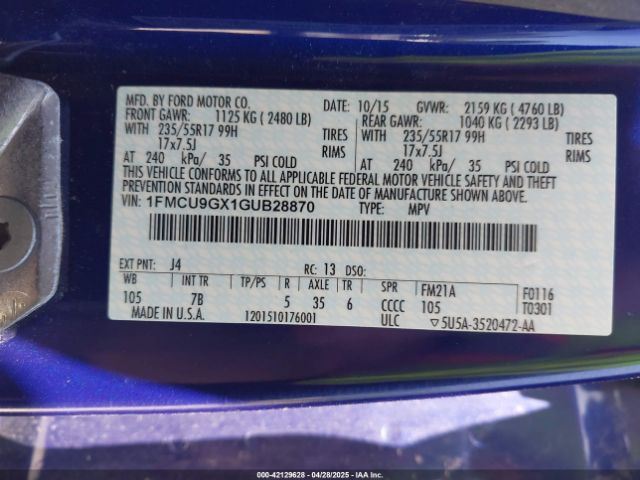 MFD. BY FORD MOTOR CO. DATE: 10/15 GVWR: 2159 KG ( 4760 LB)
FRONT GAWR: 1125 KG ( 2480 LB) REAR GAWR: 1040 KG ( 2293 LB)
WITH 235/55R17 99H TIRES WITH 235/55R17 99H TIRES
17x7.5J RIMS 17x7.5J RIMS
AT 240 kPa/ 35 PSI COLD AT 240 kPa/ 35 PSI COLD
THIS VEHICLE CONFORMS TO ALL APPLICABLE FEDERAL MOTOR VEHICLE SAFETY AND THEFT
PREVENTION STANDARDS IN EFFECT ON THE DATE OF MANUFACTURE SHOWN ABOVE.
VIN: 1FMCU9GX1GUB28870 TYPE: MPV
EXT PNT: J4 RC: 13 DSO:
WB INT TR TP/PS R AXLE TR SPR FM21A F0116
105 7B 5 35 6 CCCC 105 T0301
MADE IN U.S.A. 1201510176001 ULC ▽5U5A-3520472-AA
000-42129628 - 04/28/2025 - IAAI, Inc.